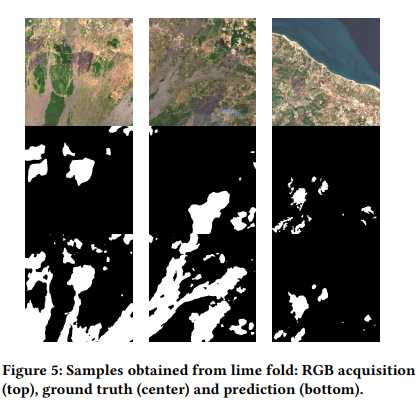 Figure 5: Samples obtained from lime fold: RGB acquisition
(top), ground truth (center) and prediction (bottom).